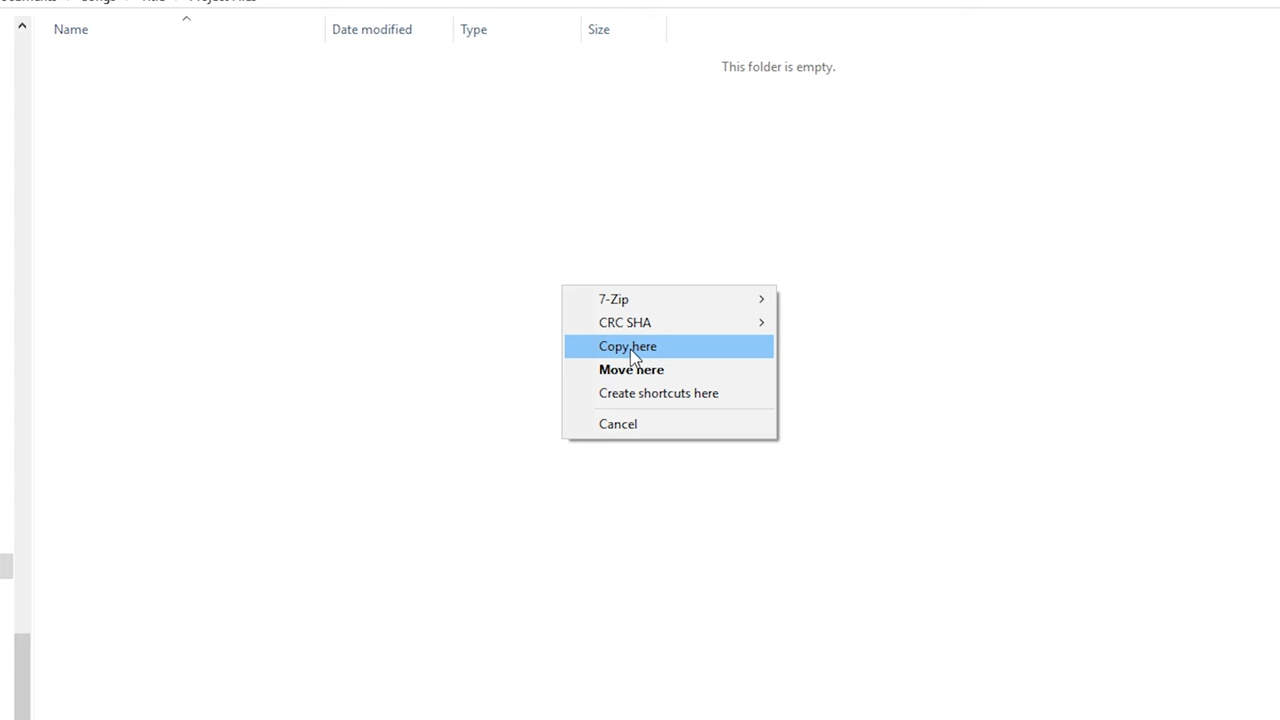 Name Date modified Type Size
This folder is empty.
7-Zip
CRC SHA
Copy here
Move here
Create shortcuts here
Cancel